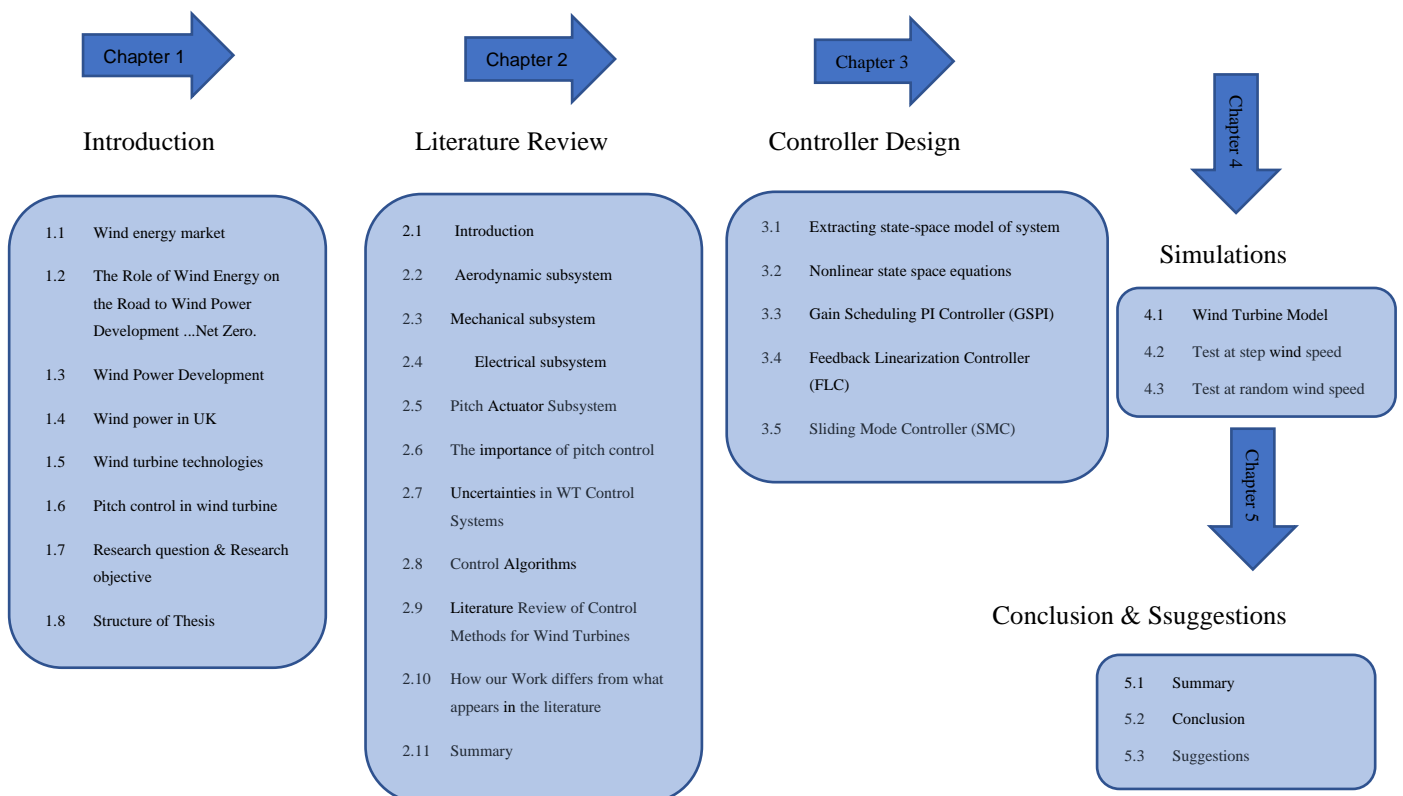 Chapter 1
Introduction
1.1 Wind energy market
1.2 The Role of Wind Energy on
the Road to Wind Power
Development ...Net Zero.
1.3 Wind Power Development
1.4 Wind power in UK
1.5 Wind turbine technologies
1.6 Pitch control in wind turbine
1.7 Research question & Research
objective
1.8 Structure of Thesis
Chapter 2
Literature Review
2.1 Introduction
2.2 Aerodynamic subsystem
2.3 Mechanical subsystem
2.4 Electrical subsystem
2.5 Pitch Actuator Subsystem
2.6 The importance of pitch control
2.7 Uncertainties in WT Control
Systems
2.8 Control Algorithms
2.9 Literature Review of Control
Methods for Wind Turbines
2.10 How our Work differs from what
appears in the literature
2.11 Summary
Chapter 3
Controller Design
3.1 Extracting state-space model of system
3.2 Nonlinear state space equations
3.3 Gain Scheduling PI Controller (GSPI)
3.4 Feedback Linearization Controller
(FLC)
3.5 Sliding Mode Controller (SMC)
Chapter 4
Simulations
4.1 Wind Turbine Model
4.2 Test at step wind speed
4.3 Test at random wind speed
Chapter 5
Conclusion & Ssuggestions
5.1 Summary
5.2 Conclusion
5.3 Suggestions